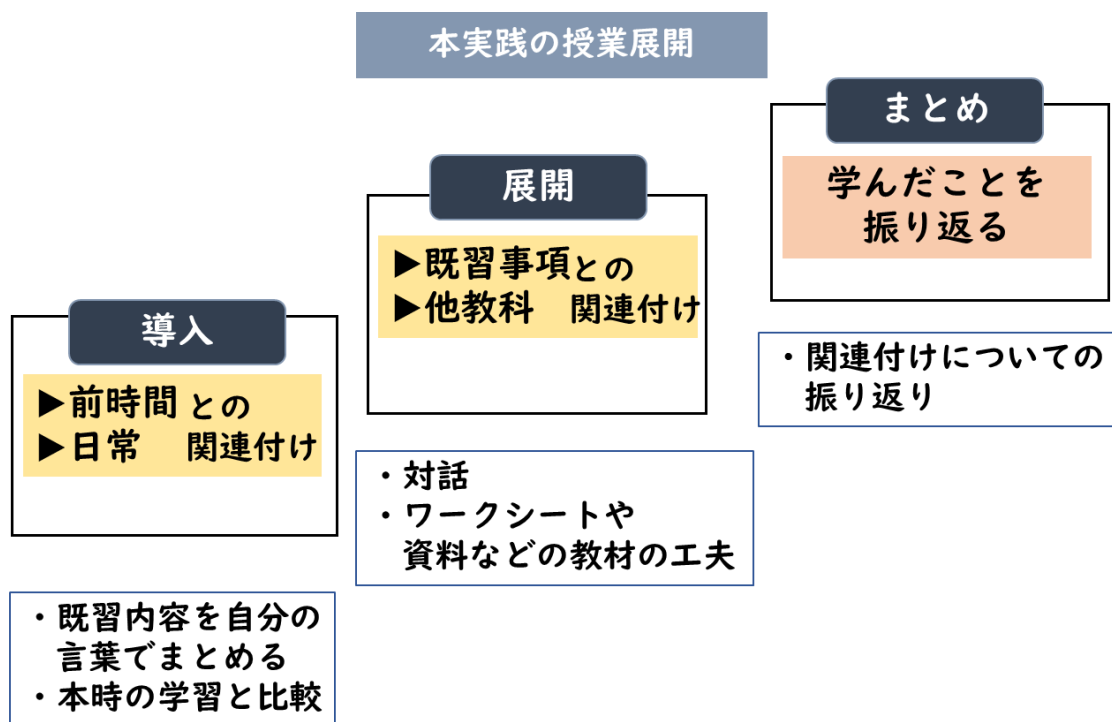 本実践の授業展開
導入
▶前時間との
▶日常　関連付け
・既習内容を自分の
言葉でまとめる
・本時の学習と比較
展開
▶既習事項との
▶他教科　関連付け
・対話
・ワークシートや
資料などの教材の工夫
まとめ
学んだことを
振り返る
・関連付けについての
振り返り